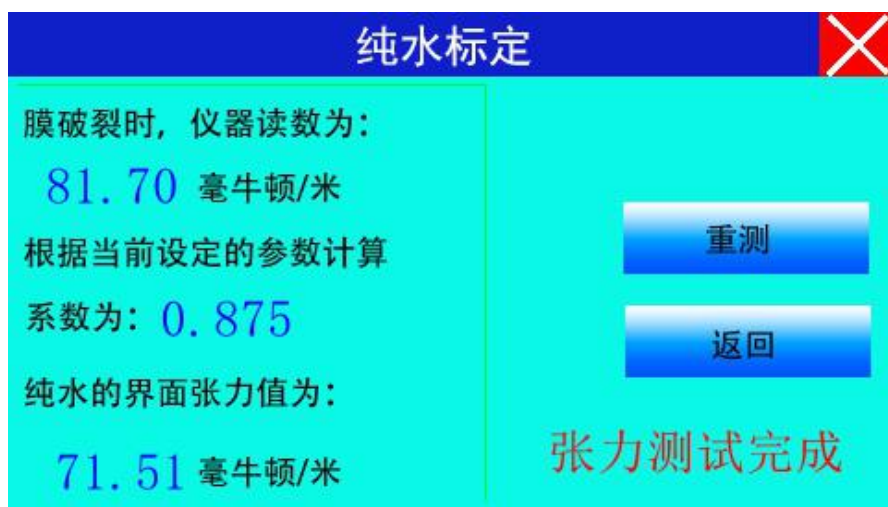 纯水标定
膜破裂时，仪器读数为：
81.70 毫牛顿/米
根据当前设定的参数计算
系数为：0.875
纯水的界面张力值为：
71.51 毫牛顿/米
重测
返回
张力测试完成